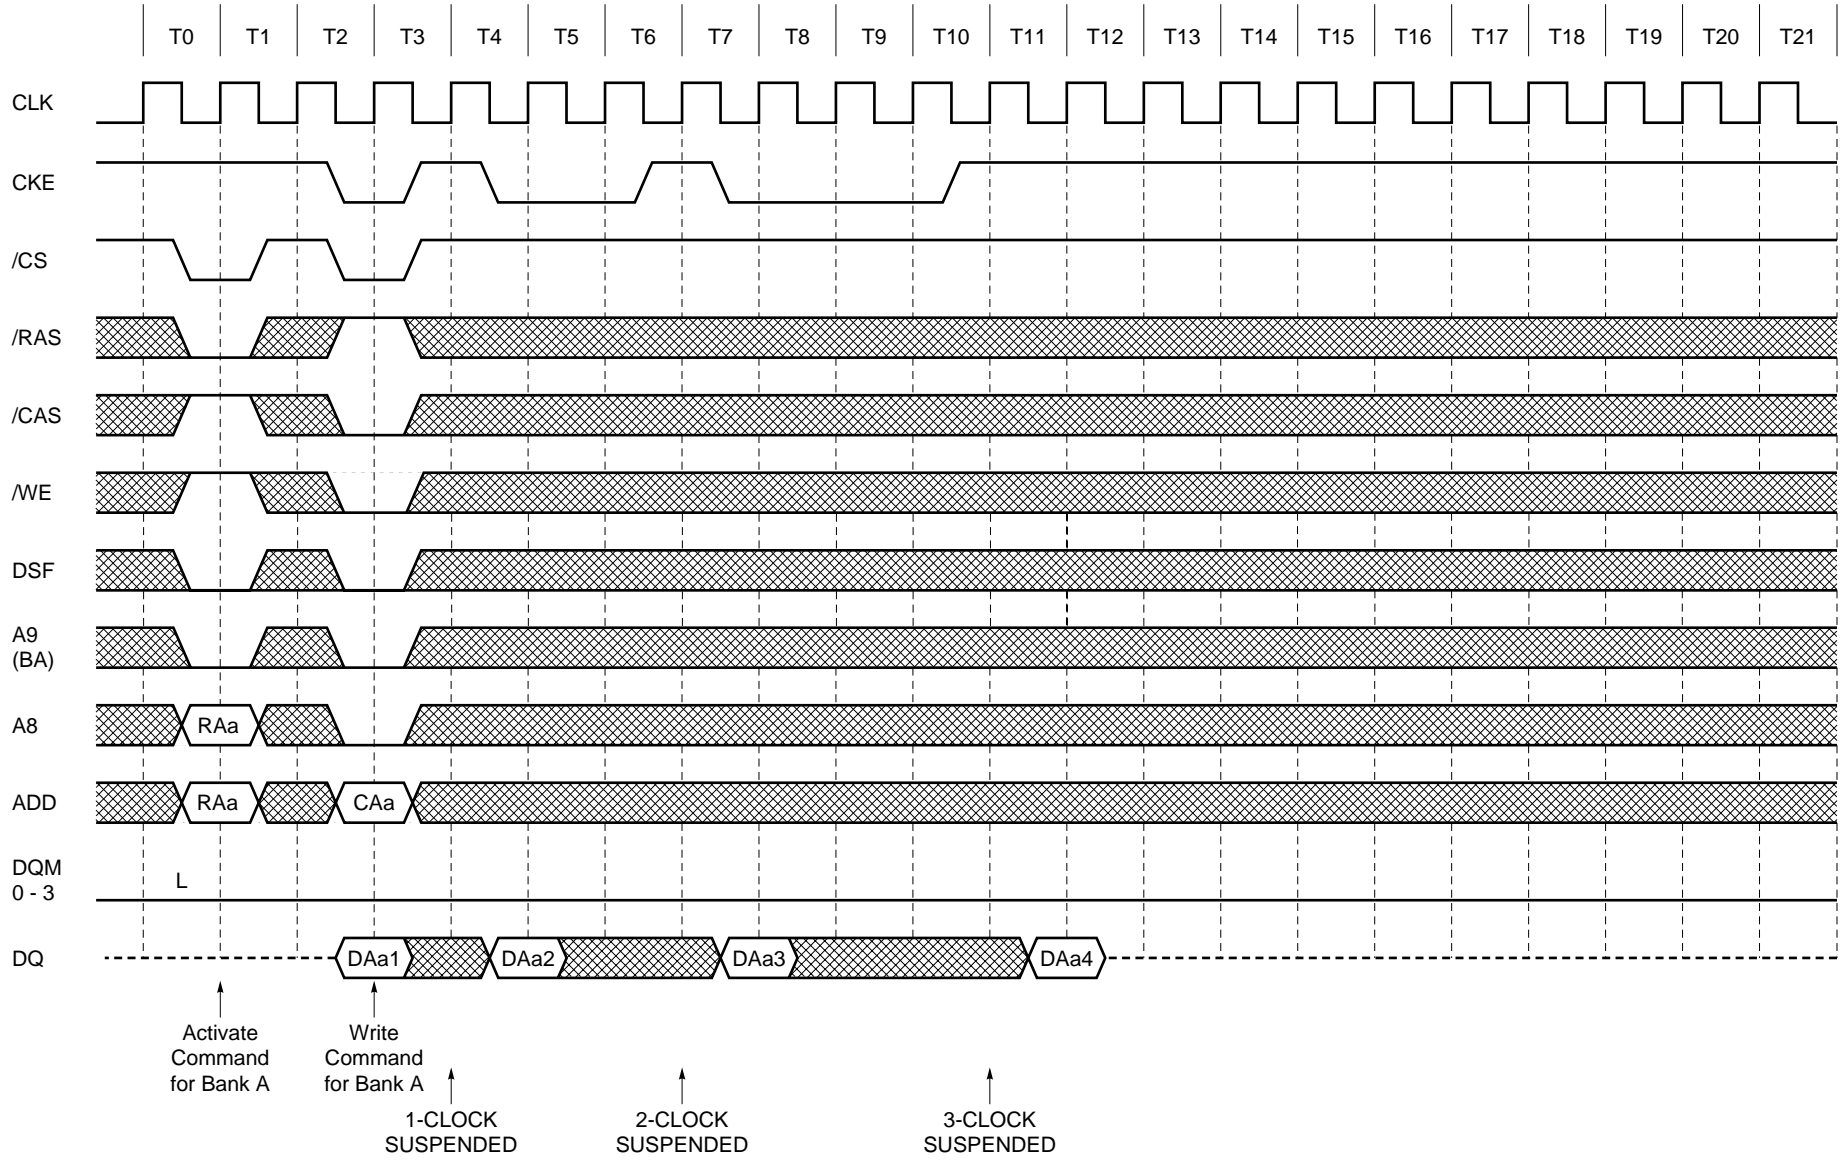 T0 T1 T2 T3 T4 T5 T6 T7 T8 T9 T10 T11 T12 T13 T14 T15 T16 T17 T18 T19 T20 T21
CLK
CKE
/CS
/RAS
/CAS
/WE
DSF
A9
(BA)
A8 RAa
ADD RAa CAa
DQM
0 - 3
L
DQ DAa1 DAa2 DAa3 DAa4
Activate
Command
for Bank A
Write
Command
for Bank A
1-CLOCK
SUSPENDED
2-CLOCK
SUSPENDED
3-CLOCK
SUSPENDED